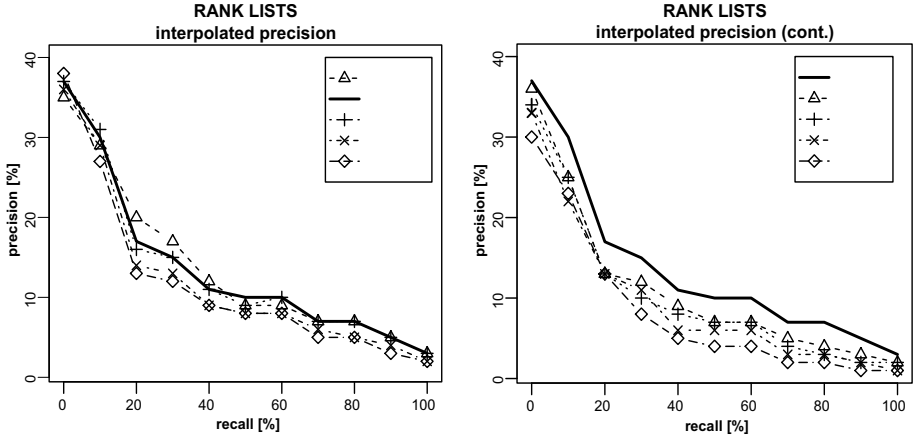 RANK LISTS
interpolated precision
precision [%]
40
30
20
10
0
0 20 40 60 80 100
recall [%]
RANK LISTS
interpolated precision (cont.)
precision [%]
40
30
20
10
0
0 20 40 60 80 100
recall [%]